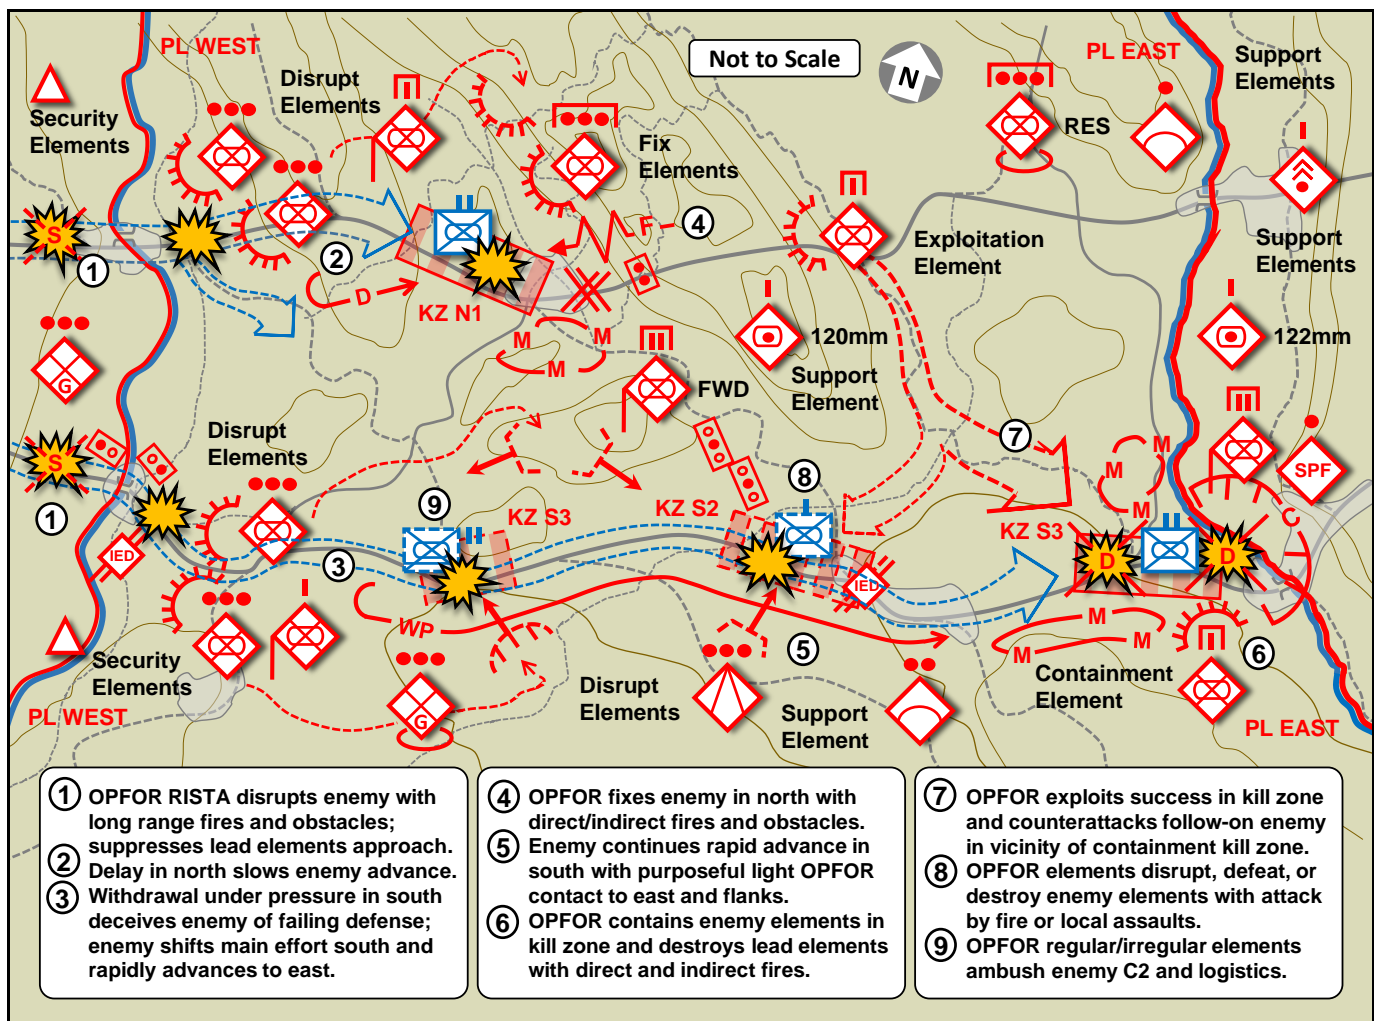 PL WEST
Not to Scale
N
PL EAST
Support
Elements
Disrupt
Elements
Security
Elements
RES
Fix
Elements
F
4
S
1
2
D
KZ N1
Exploitation
Element
Support
Elements
M
M
M
120mm
Support
Element
122mm
G
FWD
Disrupt
Elements
7
M
M
M
SPF
S
1
8
9
KZ S3
KZ S2
KZ S3
C
IED
3
D
D
IED
WP
M
M
M
5
6
Security
Elements
PL WEST
G
Disrupt
Elements
Support
Element
Containment
Element
PL EAST
1 OPFOR RISTA disrupts enemy with
long range fires and obstacles;
suppresses lead elements approach.
2 Delay in north slows enemy advance.
3 Withdrawal under pressure in south
deceives enemy of failing defense;
enemy shifts main effort south and
rapidly advances to east.
4 OPFOR fixes enemy in north with
direct/indirect fires and obstacles.
5 Enemy continues rapid advance in
south with purposeful light OPFOR
contact to east and flanks.
6 OPFOR contains enemy elements in
kill zone and destroys lead elements
with direct and indirect fires.
7 OPFOR exploits success in kill zone
and counterattacks follow-on enemy
in vicinity of containment kill zone.
8 OPFOR elements disrupt, defeat, or
destroy enemy elements with attack
by fire or local assaults.
9 OPFOR regular/irregular elements
ambush enemy C2 and logistics.